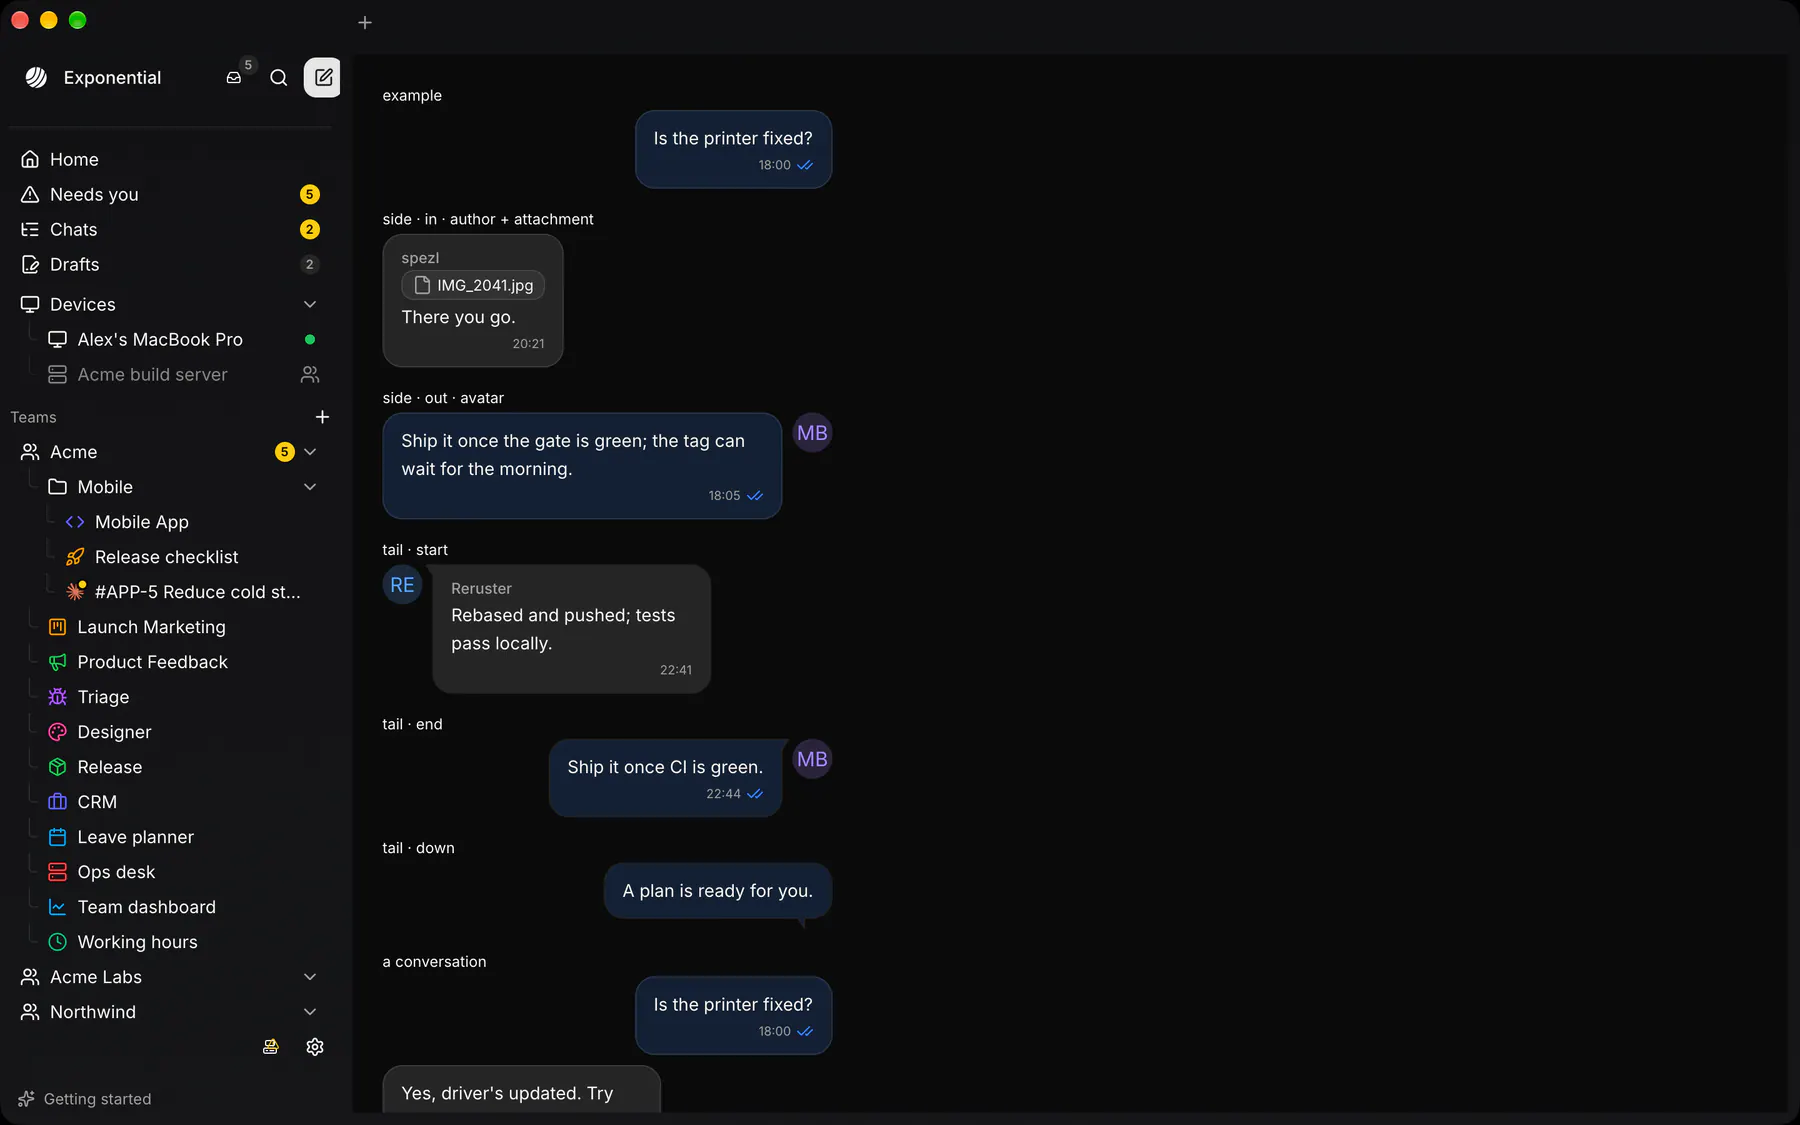 Exponential
5
Home
Needs you
5
Chats
2
Drafts
2
Devices
Alex's MacBook Pro
Acme build server
Teams
Acme
5
Mobile
Mobile App
Release checklist
#APP-5 Reduce cold st...
Launch Marketing
Product Feedback
Triage
Designer
Release
CRM
Leave planner
Ops desk
Team dashboard
Working hours
Acme Labs
Northwind
Getting started
example
Is the printer fixed?
18:00
side · in · author + attachment
spezl
IMG_2041.jpg
There you go.
20:21
side · out · avatar
Ship it once the gate is green; the tag can
wait for the morning.
18:05
MB
tail · start
RE
Reruster
Rebased and pushed; tests
pass locally.
22:41
tail · end
Ship it once CI is green.
22:44
MB
tail · down
A plan is ready for you.
a conversation
Is the printer fixed?
18:00
Yes, driver's updated. Try